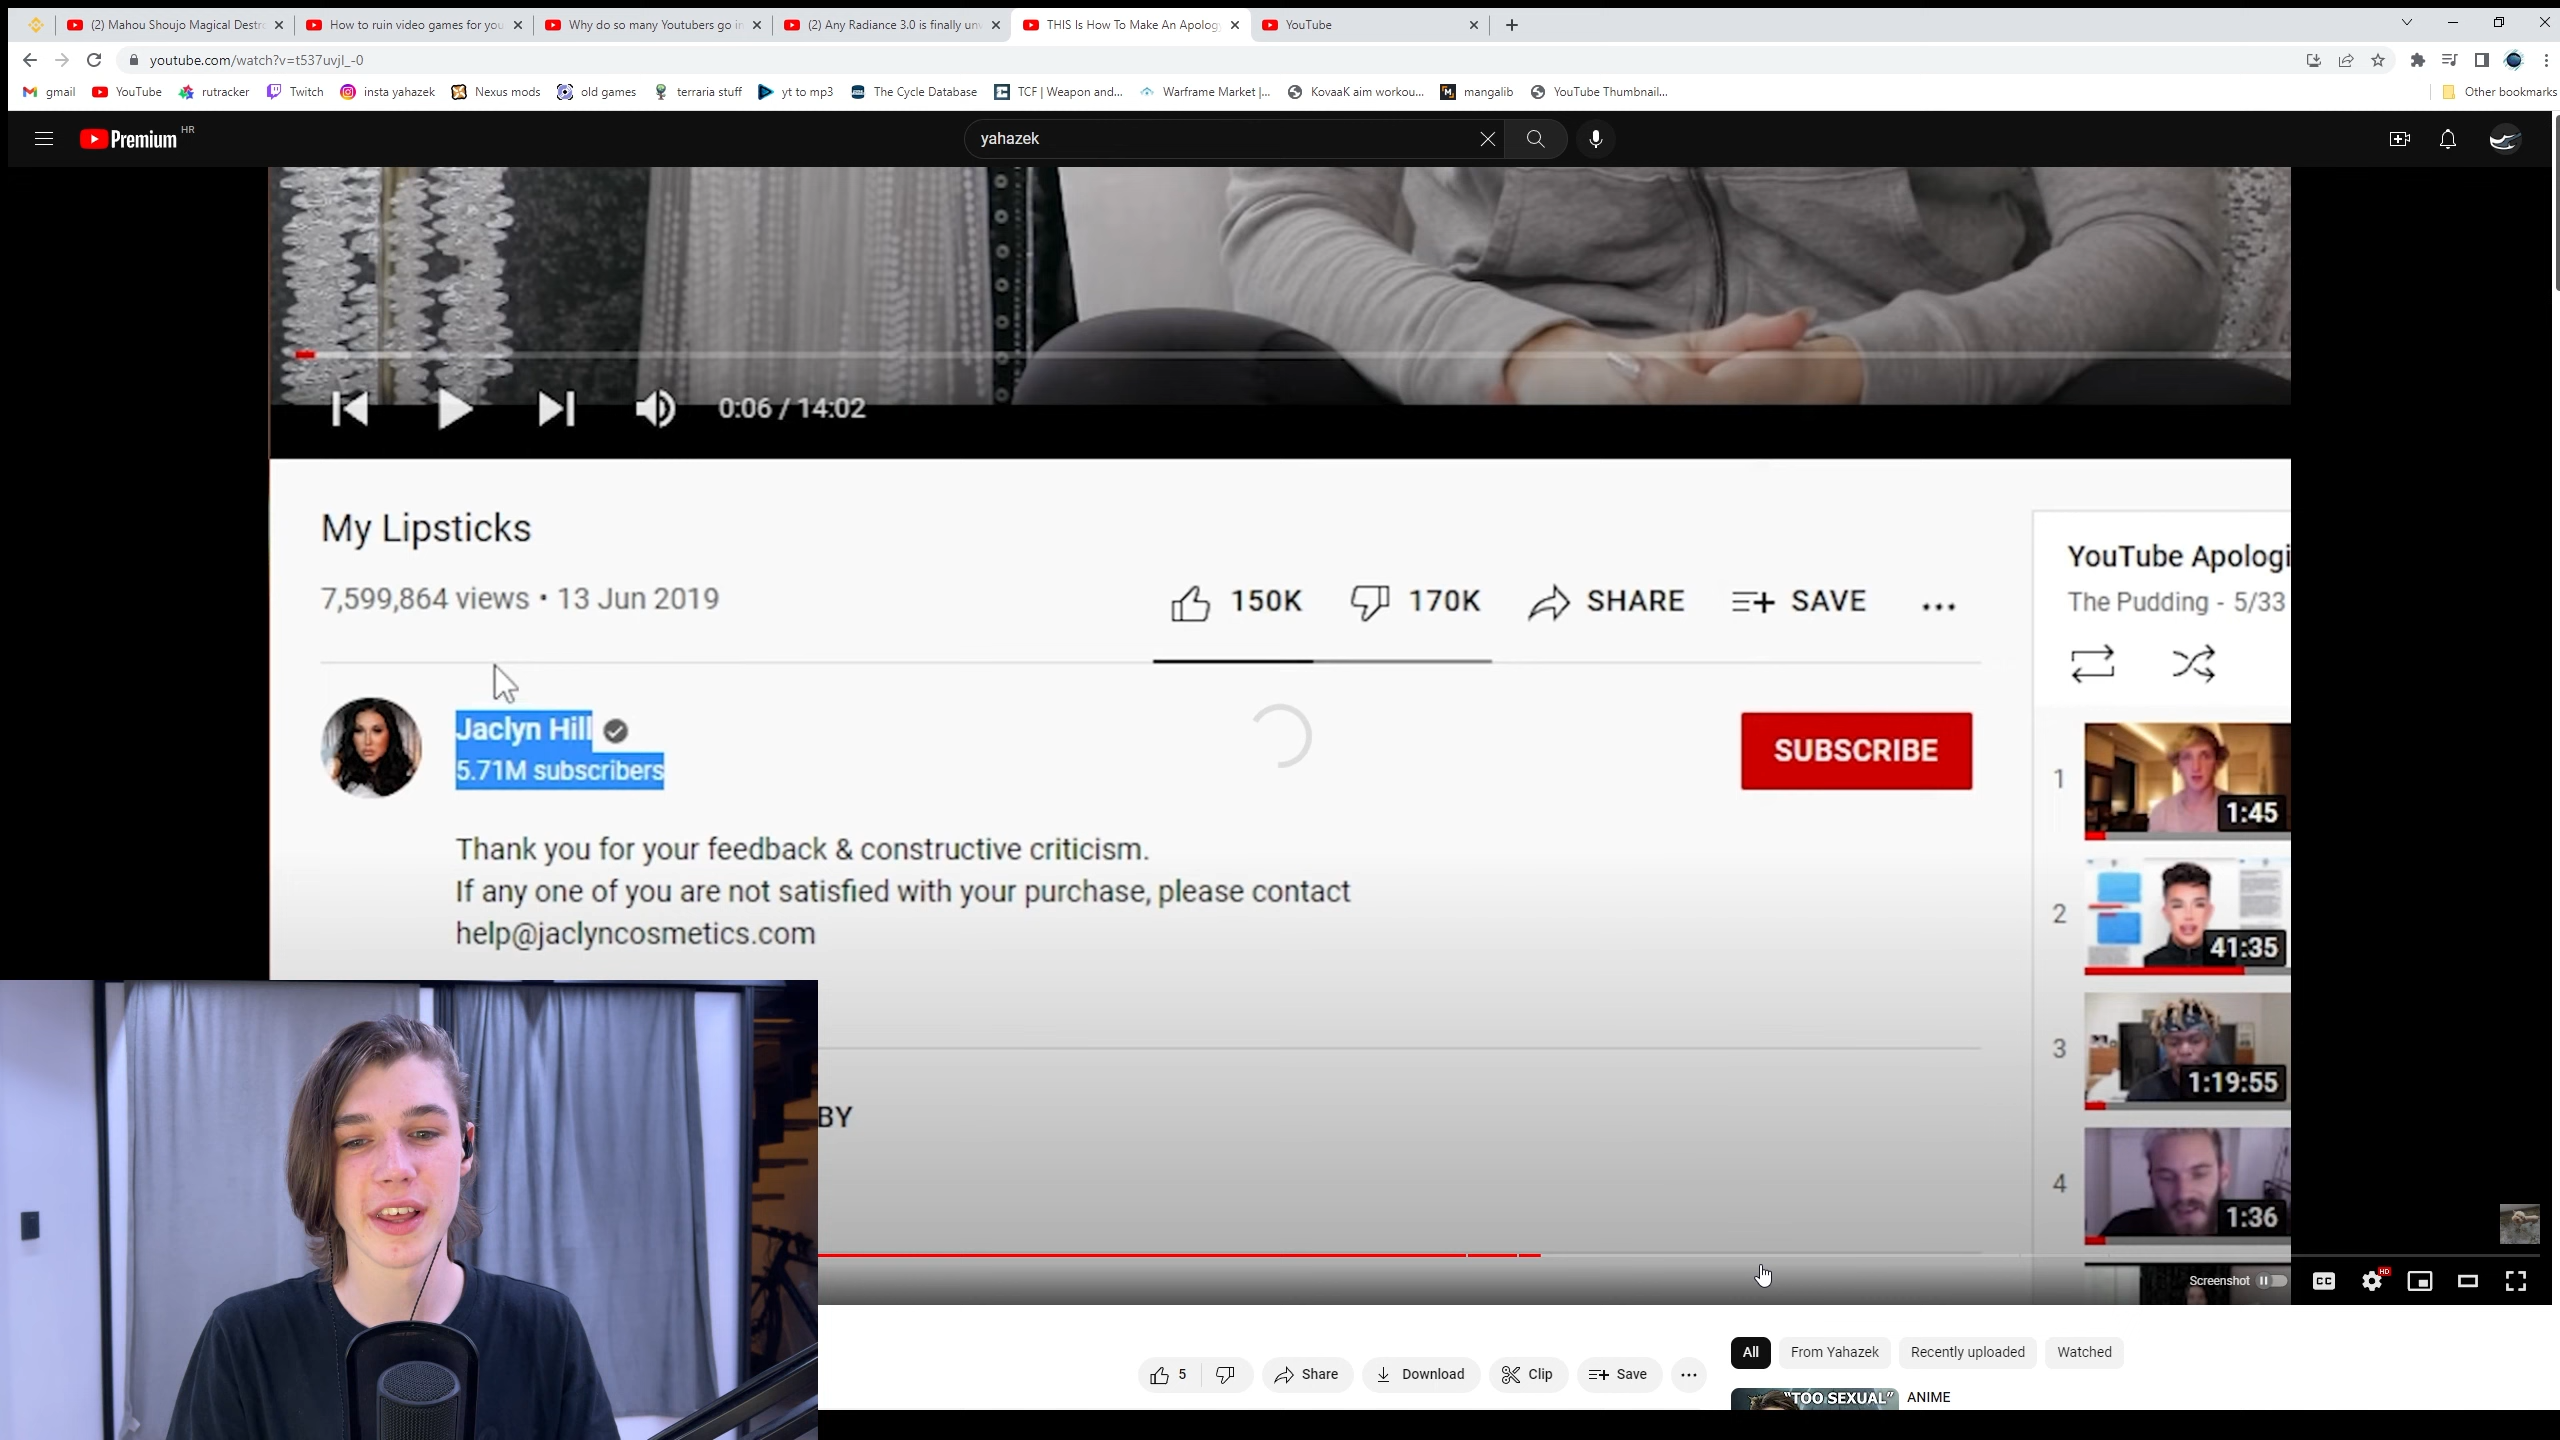 (2) Mahou Shoujo Magical Destro
How to ruin video games for you
Why do so many Youtubers go in
(2) Any Radiance 3.0 is finally un
THIS Is How To Make An Apology
YouTube
youtube.com/watch?v=t537uvjI_-0
gmail
YouTube
rutracker
Twitch
insta yahazek
Nexus mods
old games
terraria stuff
yt to mp3
The Cycle Database
TCF | Weapon and...
Warframe Market |...
KovaaK aim workou...
mangalib
YouTube Thumbnail...
Other bookmarks
Premium HR
yahazek
0:06 / 14:02
My Lipsticks
7,599,864 views • 13 Jun 2019
150K
170K
SHARE
SAVE
YouTube Apologi
The Pudding - 5/33
Jaclyn Hill
5.71M subscribers
SUBSCRIBE
Thank you for your feedback & constructive criticism.
If any one of you are not satisfied with your purchase, please contact
help@jaclyncosmetics.com
1
1:45
2
41:35
3
1:19:55
4
1:36
BY
Screenshot
CC
HD
5
Share
Download
Clip
Save
All
From Yahazek
Recently uploaded
Watched
"TOO SEXUAL"
ANIME